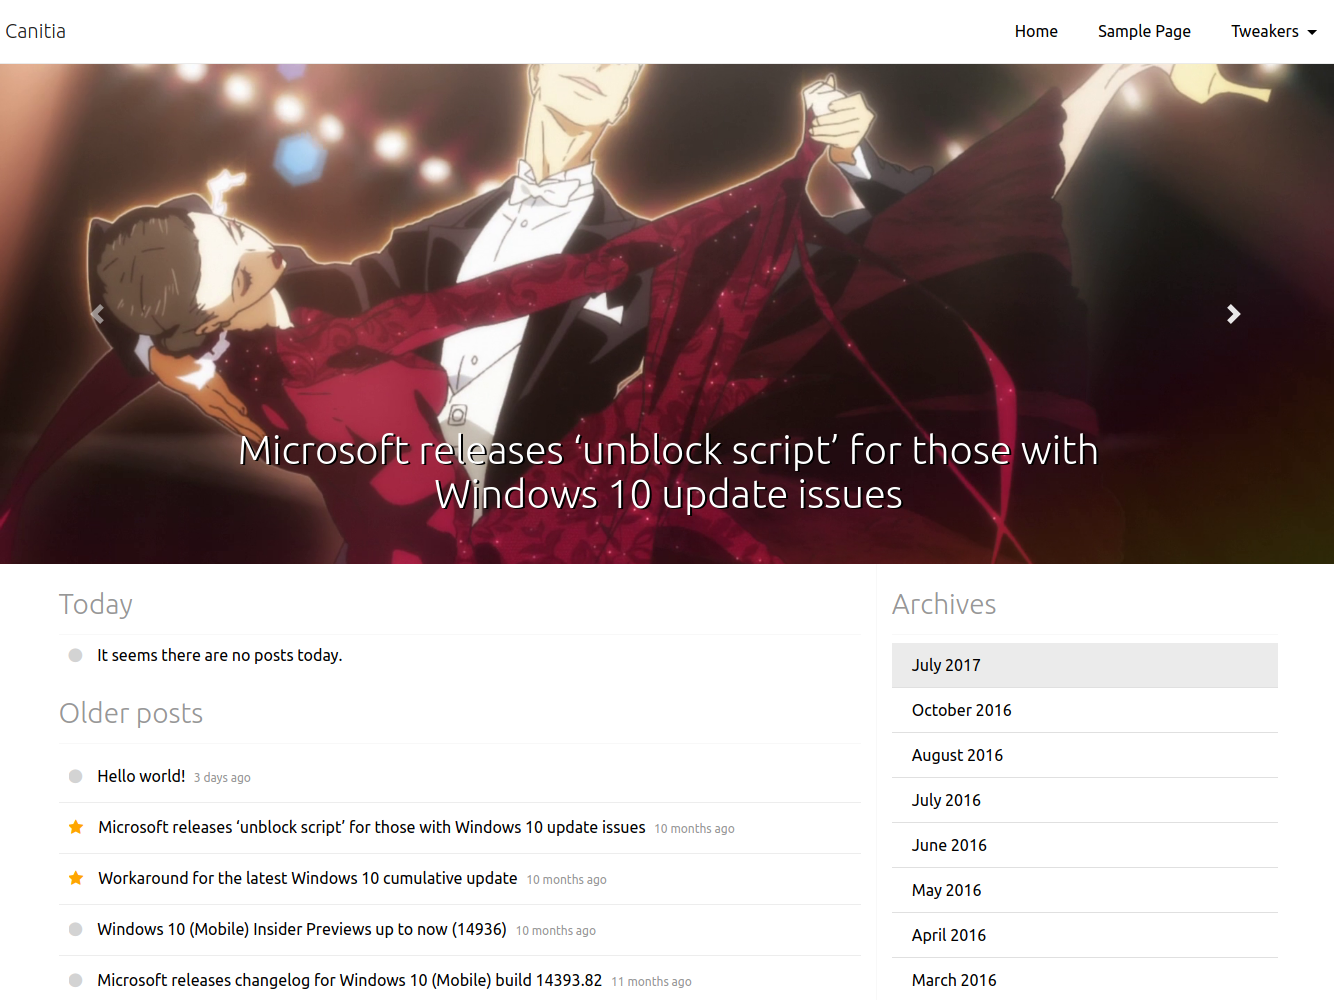 Canitia
Home
Sample Page
Tweakers
Microsoft releases ‘unblock script’ for those with
Windows 10 update issues
Today
It seems there are no posts today.
Older posts
Hello world! 3 days ago
Microsoft releases ‘unblock script’ for those with Windows 10 update issues 10 months ago
Workaround for the latest Windows 10 cumulative update 10 months ago
Windows 10 (Mobile) Insider Previews up to now (14936) 10 months ago
Microsoft releases changelog for Windows 10 (Mobile) build 14393.82 11 months ago
Archives
July 2017
October 2016
August 2016
July 2016
June 2016
May 2016
April 2016
March 2016